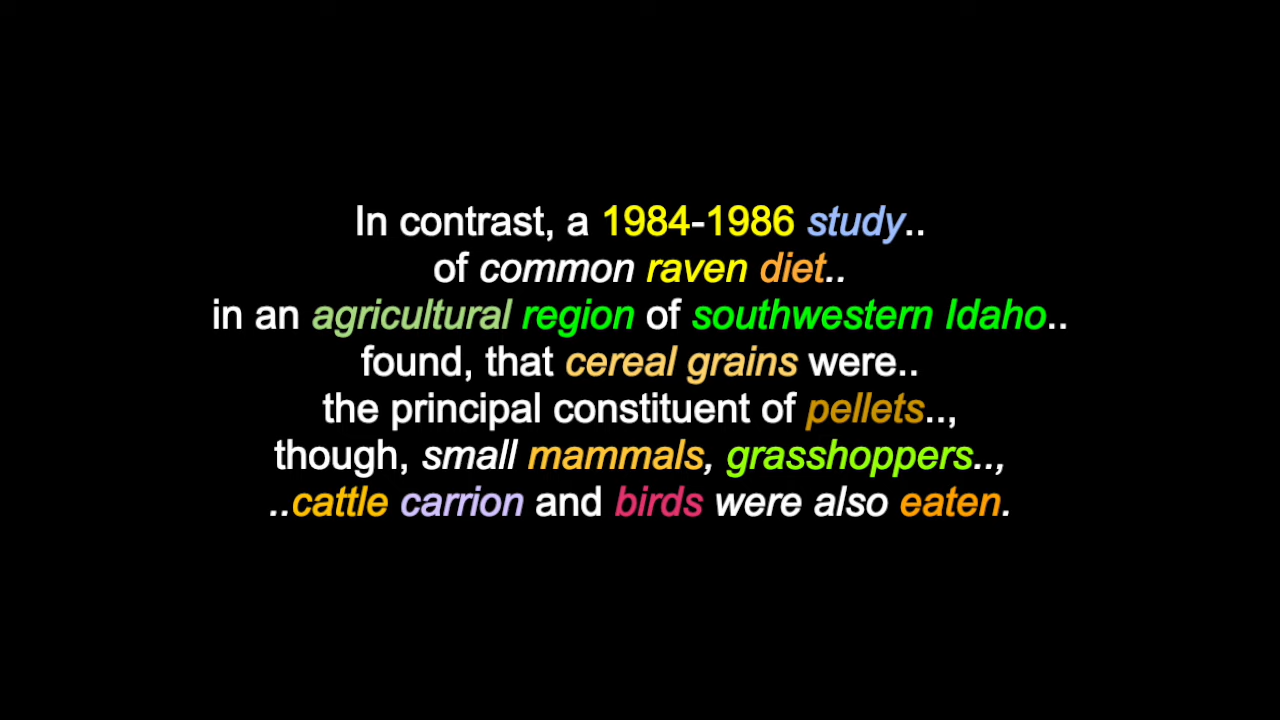 In contrast, a 1984-1986 study..
of common raven diet..
in an agricultural region of southwestern Idaho..
found, that cereal grains were..
the principal constituent of pellets..,
though, small mammals, grasshoppers..,
..cattle carrion and birds were also eaten.